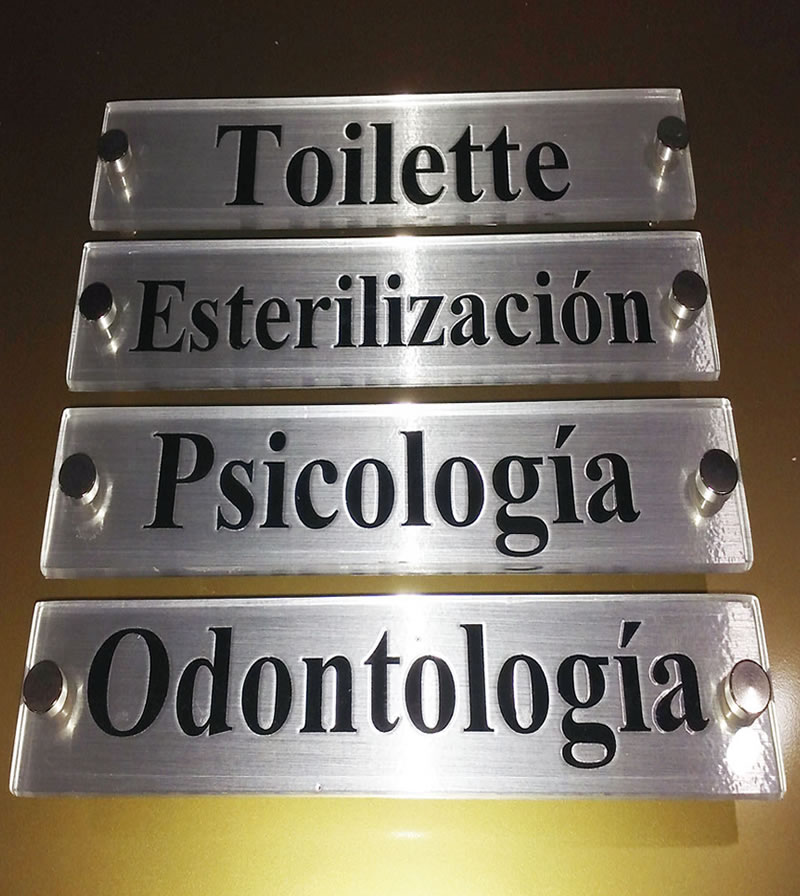 Toilette
Esterilización
Psicología
Odontología